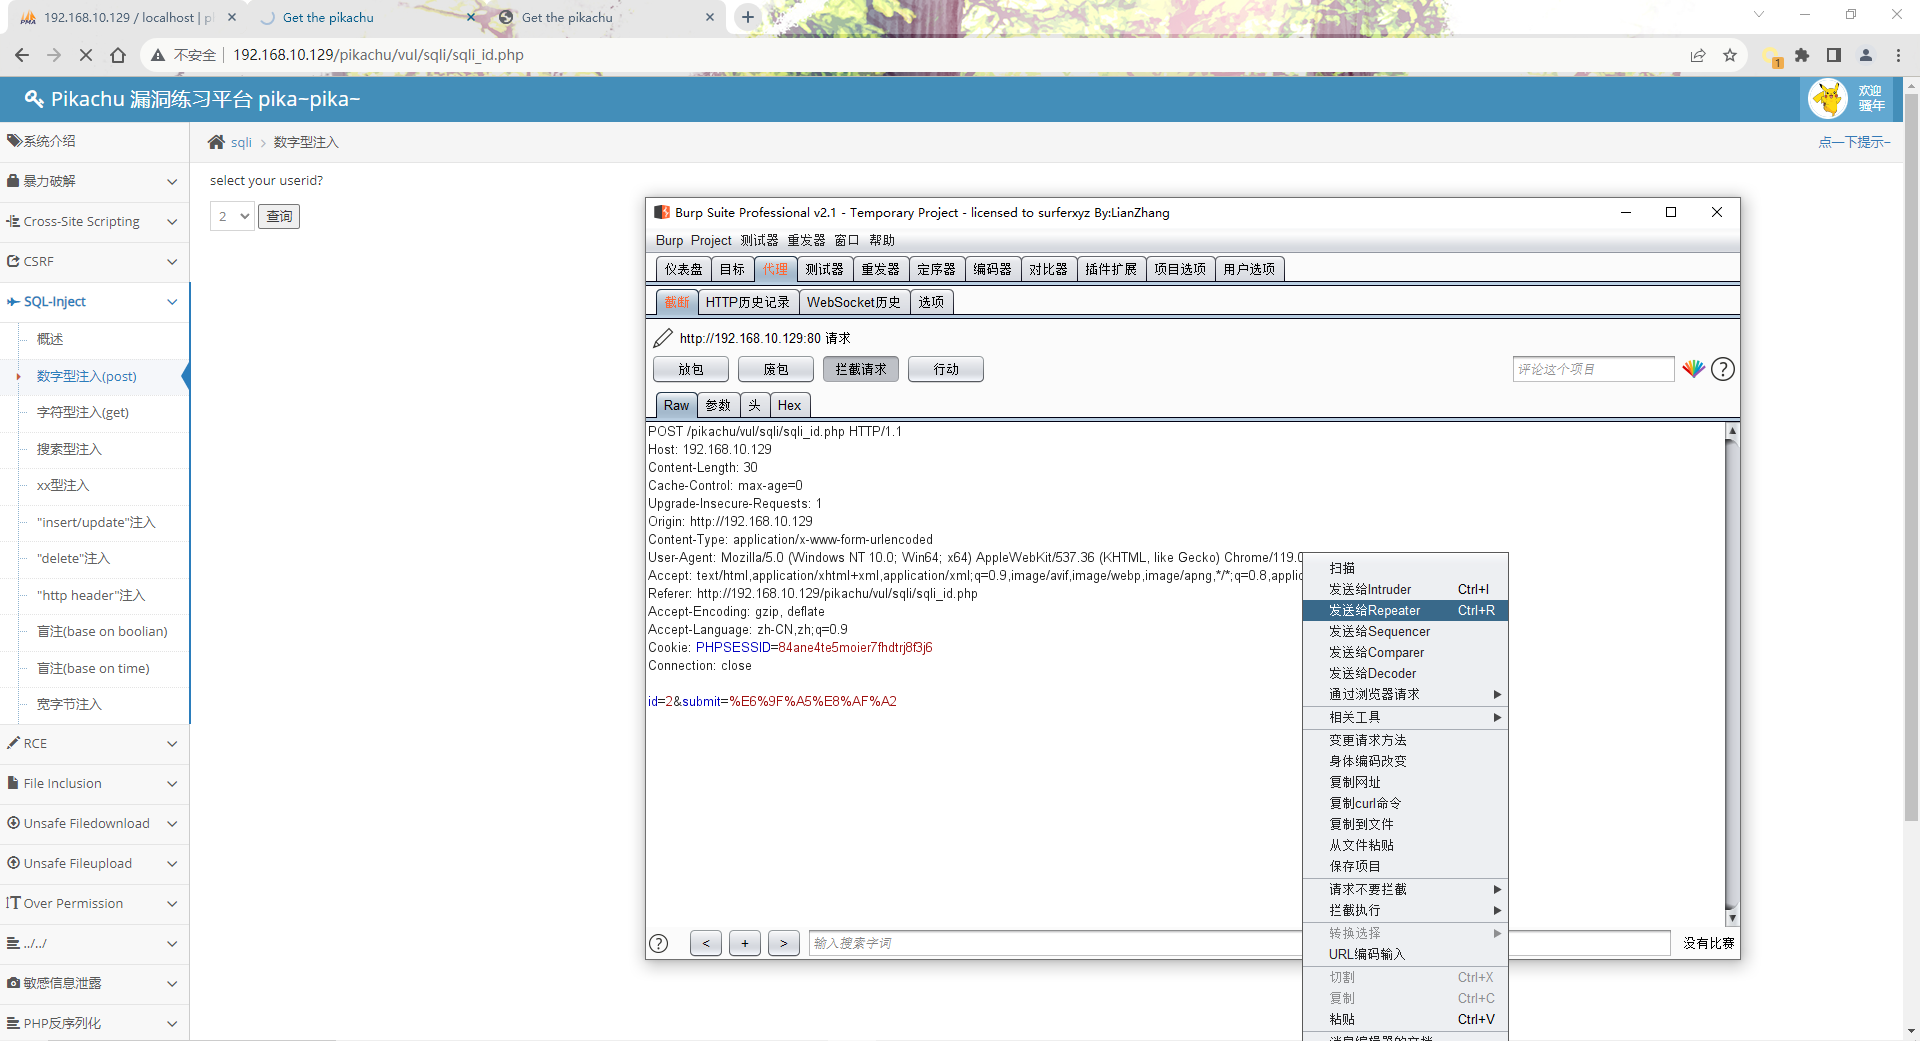 192.168.10.129 / localhost | pl
Get the pikachu
Get the pikachu
不安全 192.168.10.129/pikachu/vul/sqli/sqli_id.php
1
Pikachu 漏洞练习平台 pika~pika~
欢迎
骚年
系统介绍
暴力破解
Cross-Site Scripting
CSRF
SQL-Inject
概述
数字型注入(post)
字符型注入(get)
搜索型注入
xx型注入
"insert/update"注入
"delete"注入
"http header"注入
盲注(base on boolian)
盲注(base on time)
宽字节注入
RCE
File Inclusion
Unsafe Filedownload
Unsafe Fileupload
Over Permission
../../
敏感信息泄露
PHP反序列化
sqli > 数字型注入
点一下提示~
select your userid?
2 查询
Burp Suite Professional v2.1 - Temporary Project - licensed to surferxyz By:LianZhang
Burp Project 测试器 重发器 窗口 帮助
仪表盘 目标 代理 测试器 重发器 定序器 编码器 对比器 插件扩展 项目选项 用户选项
截断 HTTP历史记录 WebSocket历史 选项
http://192.168.10.129:80 请求
放包 废包 拦截请求 行动 评论这个项目 ?
Raw 参数 头 Hex
POST /pikachu/vul/sqli/sqli_id.php HTTP/1.1
Host: 192.168.10.129
Content-Length: 30
Cache-Control: max-age=0
Upgrade-Insecure-Requests: 1
Origin: http://192.168.10.129
Content-Type: application/x-www-form-urlencoded
User-Agent: Mozilla/5.0 (Windows NT 10.0; Win64; x64) AppleWebKit/537.36 (KHTML, like Gecko) Chrome/119.0
Accept: text/html,application/xhtml+xml,application/xml;q=0.9,image/avif,image/webp,image/apng,*/*;q=0.8,applic
Referer: http://192.168.10.129/pikachu/vul/sqli/sqli_id.php
Accept-Encoding: gzip, deflate
Accept-Language: zh-CN,zh;q=0.9
Cookie: PHPSESSID=84ane4te5moier7fhdtrj8f3j6
Connection: close
id=2&submit=%E6%9F%A5%E8%AF%A2
扫描
发送给Intruder Ctrl+I
发送给Repeater Ctrl+R
发送给Sequencer
发送给Comparer
发送给Decoder
通过浏览器请求
相关工具
变更请求方法
身体编码改变
复制网址
复制curl命令
复制到文件
从文件粘贴
保存项目
请求不要拦截
拦截执行
转换选择
URL编码输入
切割 Ctrl+X
复制 Ctrl+C
粘贴 Ctrl+V
消息编辑器的文档
? < + > 输入搜索字词 没有比赛